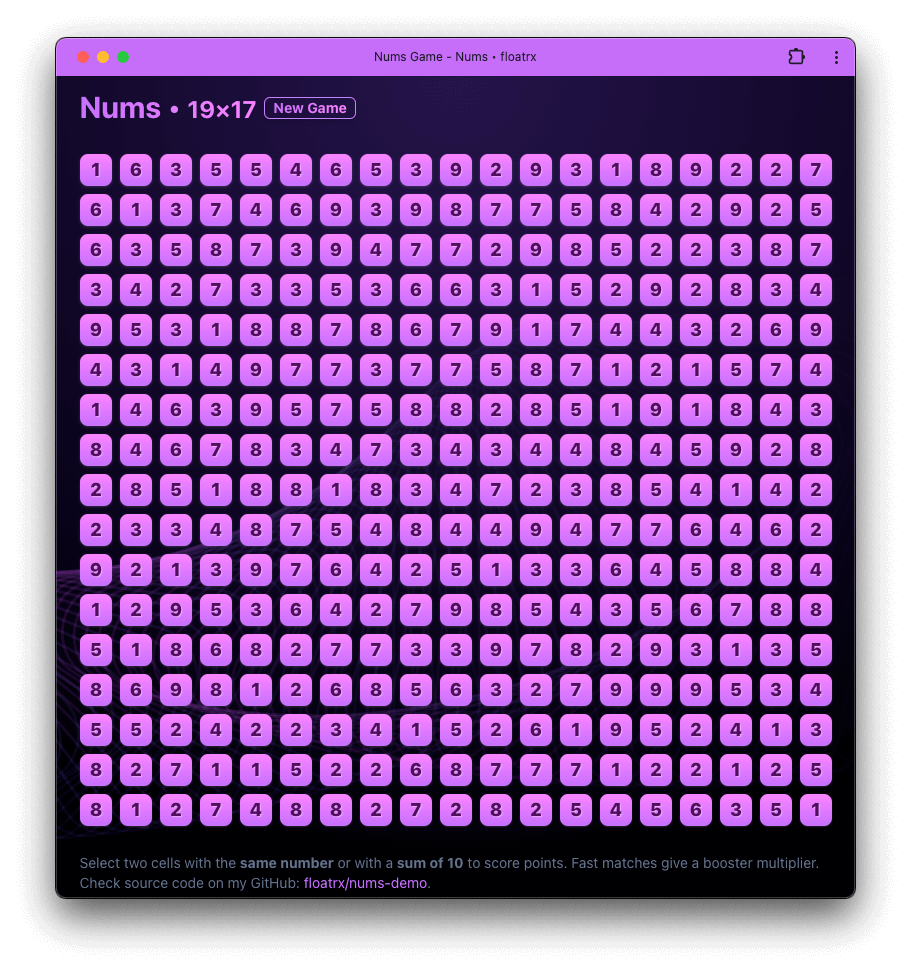 Nums Game - Nums • floatrx
Nums • 19×17 New Game
1 6 3 5 5 4 6 5 3 9 2 9 3 1 8 9 2 2 7
6 1 3 7 4 6 9 3 9 8 7 7 5 8 4 2 9 2 5
6 3 5 8 7 3 9 4 7 7 2 9 8 5 2 2 3 8 7
3 4 2 7 3 3 5 3 6 6 3 1 5 2 9 2 8 3 4
9 5 3 1 8 8 7 8 6 7 9 1 7 4 4 3 2 6 9
4 3 1 4 9 7 7 3 7 7 5 8 7 1 2 1 5 7 4
1 4 6 3 9 5 7 5 8 8 2 8 5 1 9 1 8 4 3
8 4 6 7 8 3 4 7 3 4 3 4 4 8 4 5 9 2 8
2 8 5 1 8 8 1 8 3 4 7 2 3 8 5 4 1 4 2
2 3 3 4 8 7 5 4 8 4 4 9 4 7 7 6 4 6 2
9 2 1 3 9 7 6 4 2 5 1 3 3 6 4 5 8 8 4
1 2 9 5 3 6 4 2 7 9 8 5 4 3 5 6 7 8 8
5 1 8 6 8 2 7 7 3 3 9 7 8 2 9 3 1 3 5
8 6 9 8 1 2 6 8 5 6 3 2 7 9 9 9 5 3 4
5 5 2 4 2 2 3 4 1 5 2 6 1 9 5 2 4 1 3
8 2 7 1 1 5 2 2 6 8 7 7 7 1 2 2 1 2 5
8 1 2 7 4 8 8 2 7 2 8 2 5 4 5 6 3 5 1
Select two cells with the same number or with a sum of 10 to score points. Fast matches give a booster multiplier.
Check source code on my GitHub: floatrx/nums-demo.